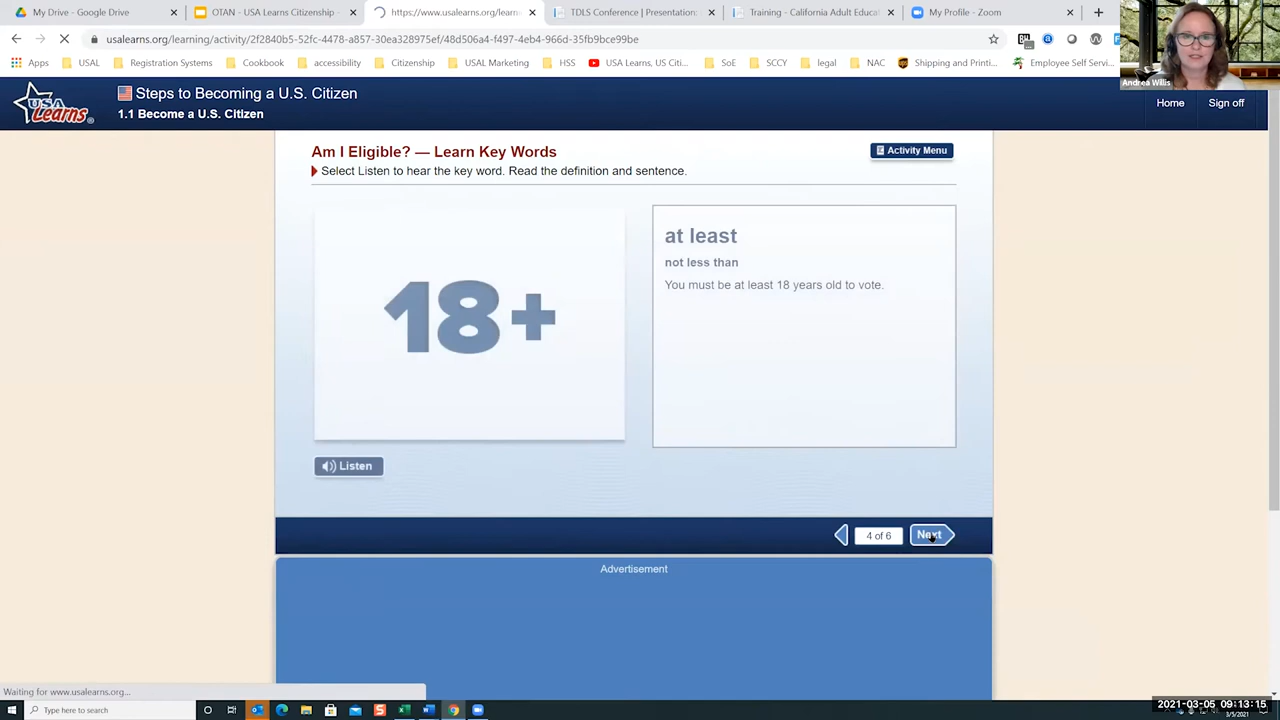 My Drive - Google Drive
OTAN - USA Learns Citizenship -
https://www.usalearns.org/learn
TDLS Conference | Presentation
Training - California Adult Educ
My Profile - Zoom
usalearns.org/learning/activity/2f2840b5-52fc-4478-a857-30ea328975ef/48d506a4-f497-4eb4-966d-35fb9bce99be
Apps
USAL
Registration Systems
Cookbook
accessibility
Citizenship
USAL Marketing
HSS
USA Learns, US Citi...
SoE
SCCY
legal
NAC
Shipping and Printi...
Employee Self Servi...
Andrea Willis
USA Learns
Steps to Becoming a U.S. Citizen
1.1 Become a U.S. Citizen
Home
Sign off
Am I Eligible? — Learn Key Words
Activity Menu
Select Listen to hear the key word. Read the definition and sentence.
18+
at least
not less than
You must be at least 18 years old to vote.
Listen
4 of 6
Next
Advertisement
Waiting for www.usalearns.org...
Type here to search
2021-03-05 09:13:15
3/5/2021